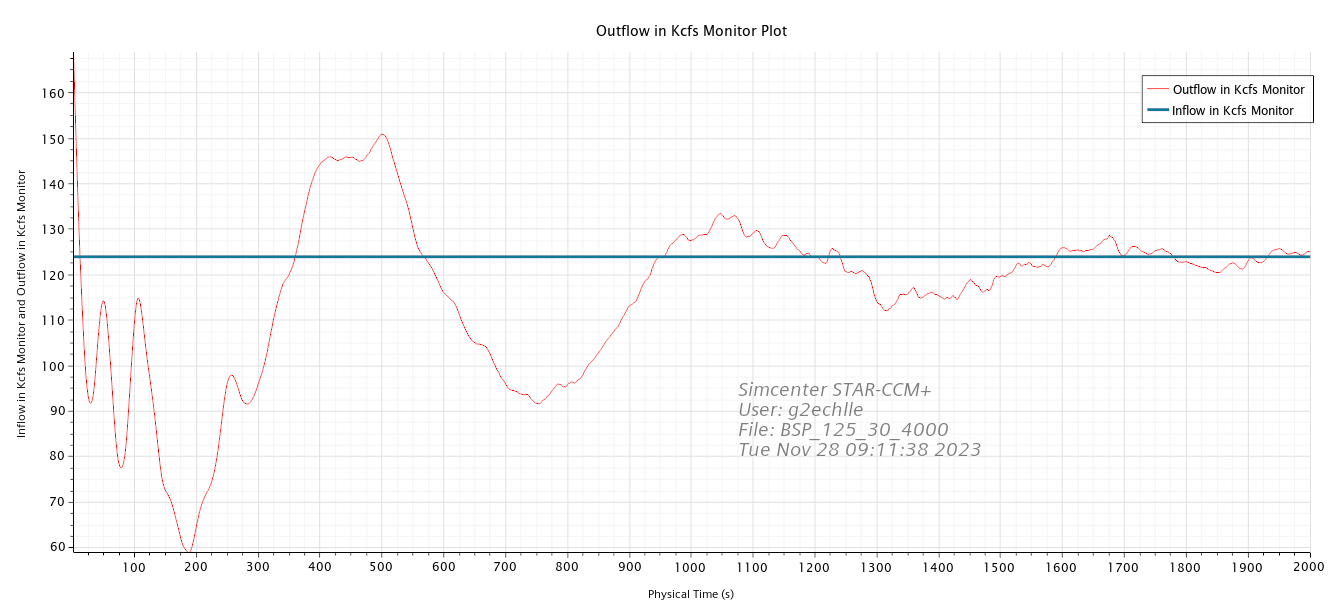 Outflow in Kcfs Monitor Plot
Outflow in Kcfs Monitor
Inflow in Kcfs Monitor
Inflow in Kcfs Monitor and Outflow in Kcfs Monitor
160
150
140
130
120
110
100
90
80
70
60
Simcenter STAR-CCM+
User: g2echlle
File: BSP_125_30_4000
Tue Nov 28 09:11:38 2023
100 200 300 400 500 600 700 800 900 1000 1100 1200 1300 1400 1500 1600 1700 1800 1900 2000
Physical Time (s)